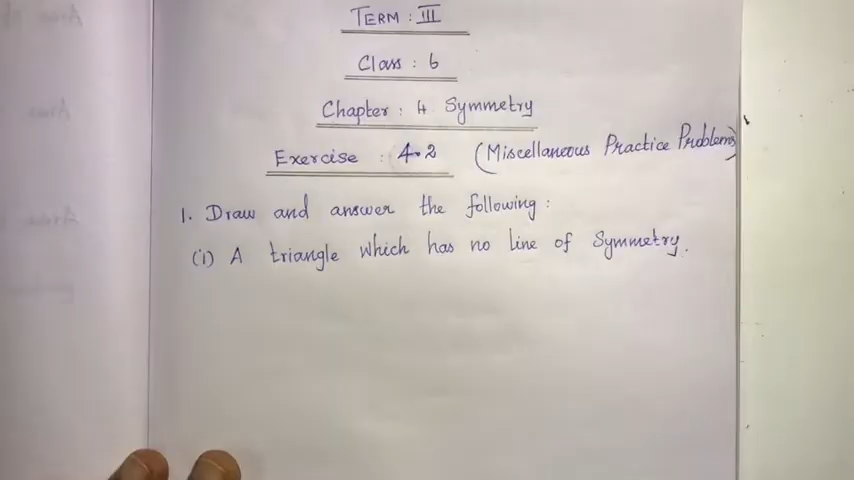 TERM : III
Class : 6
Chapter : 4 Symmetry
Exercise : 4.2 (Miscellaneous Practice Problems)
1. Draw and answer the following :
(i) A triangle which has no line of Symmetry.